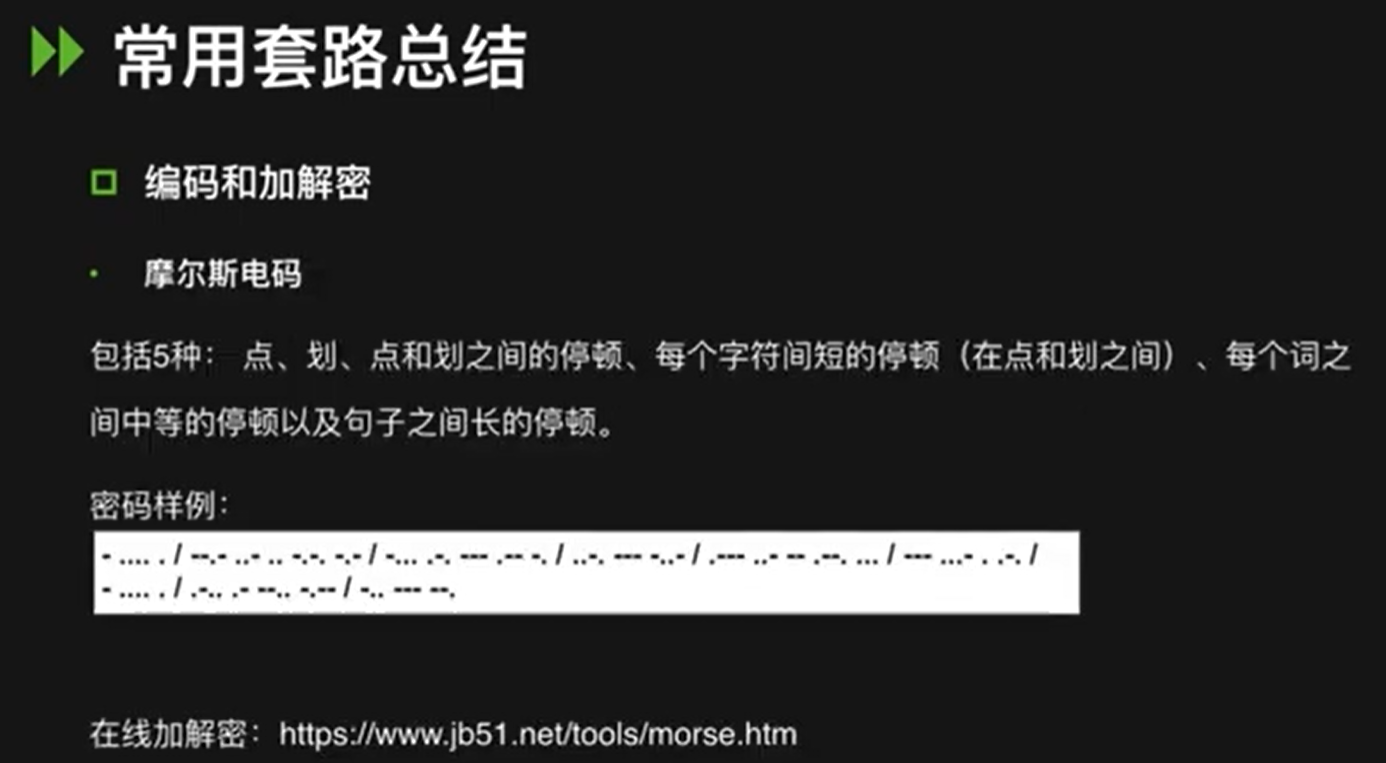 常用套路总结
编码和加解密
· 摩尔斯电码
包括5种： 点、划、点和划之间的停顿、每个字符间短的停顿（在点和划之间）、每个词之
间中等的停顿以及句子之间长的停顿。
密码样例：
- .... . / --.- ..- .. -.-. -.- / -... .-. --- .-- -. / ..-. --- -..- / .--- ..- -- .--. ... / --- ...- . .-. /
- .... . / .-.. .- --.. -.-- / -.. --- --.
在线加解密：https://www.jb51.net/tools/morse.htm